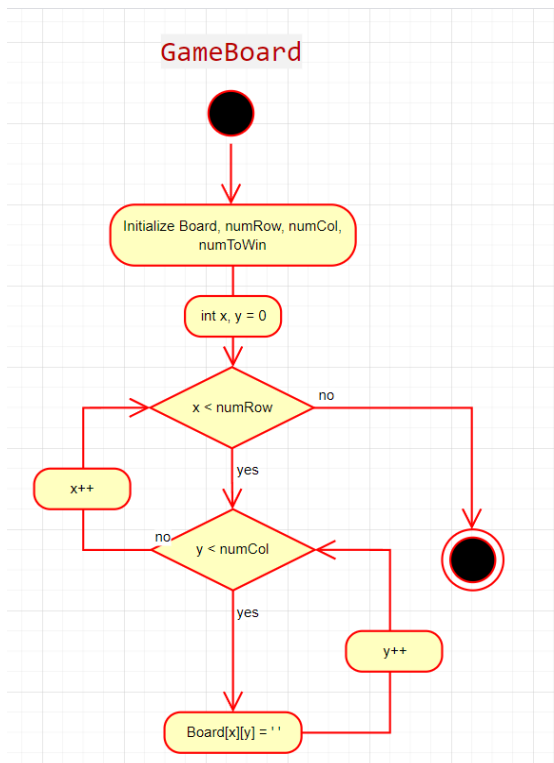 GameBoard
Initialize Board, numRow, numCol,
numToWin
int x, y = 0
x < numRow
no
yes
x++
no
y < numCol
yes
y++
Board[x][y] = ' '